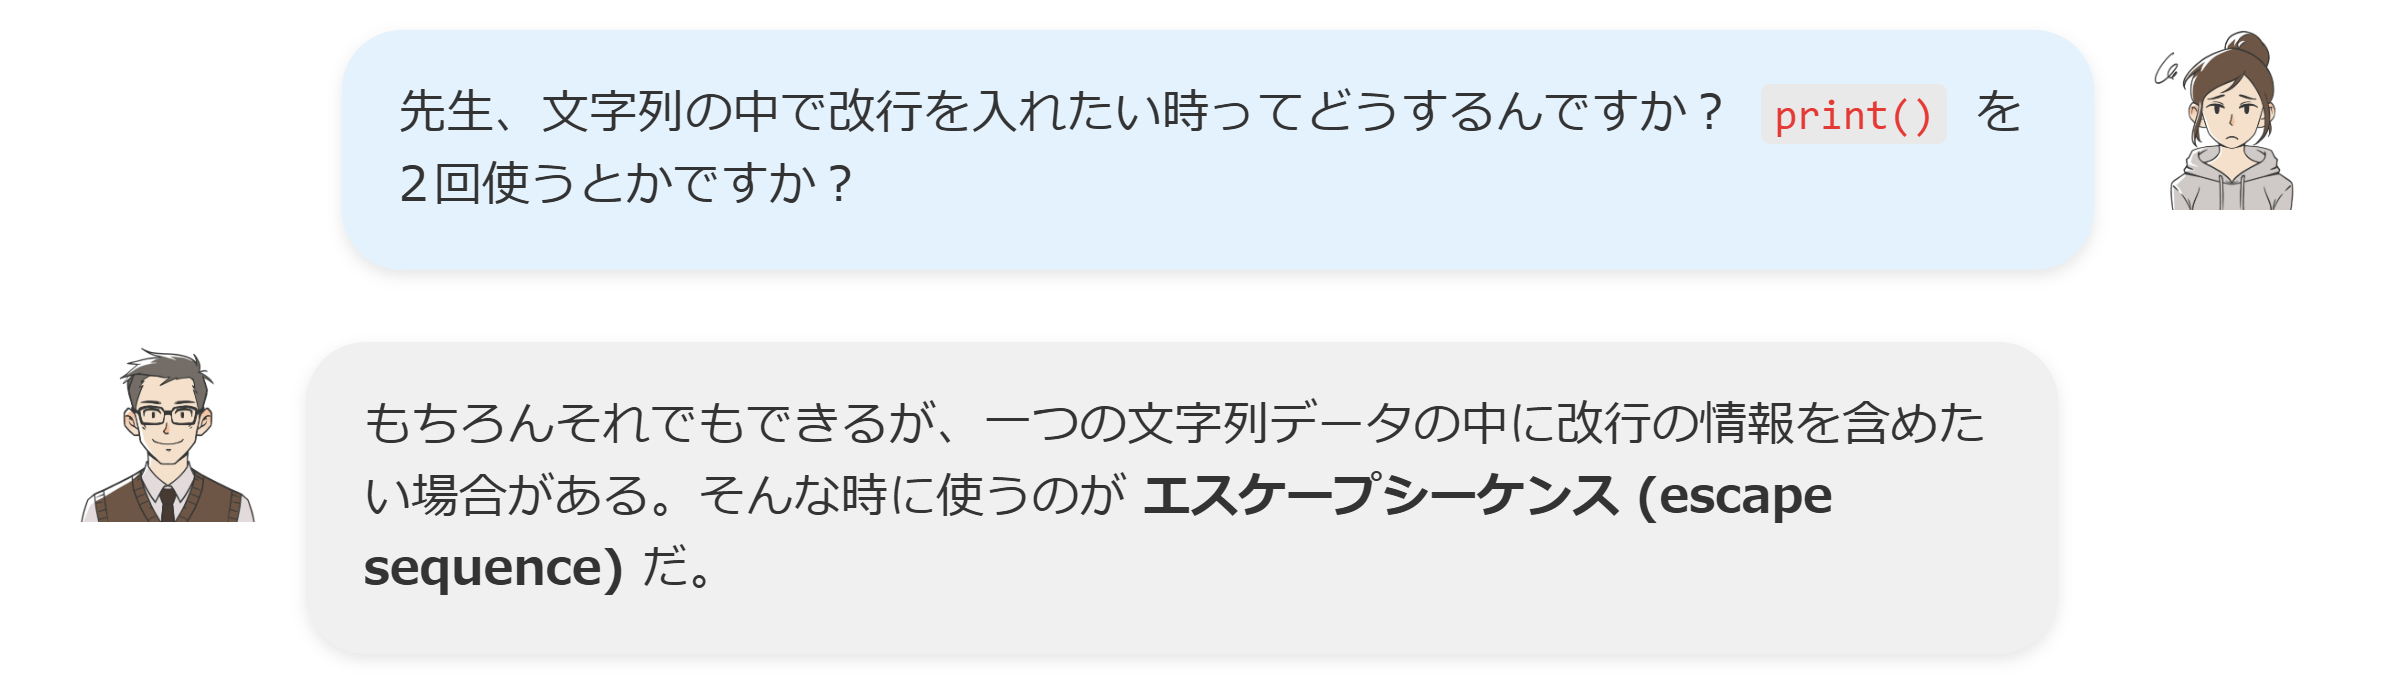 先生、文字列の中で改行を入れたい時ってどうするんですか？ print() を
２回使うとかですか？
もちろんそれでもできるが、一つの文字列データの中に改行の情報を含めた
い場合がある。そんな時に使うのが エスケープシーケンス (escape
sequence) だ。